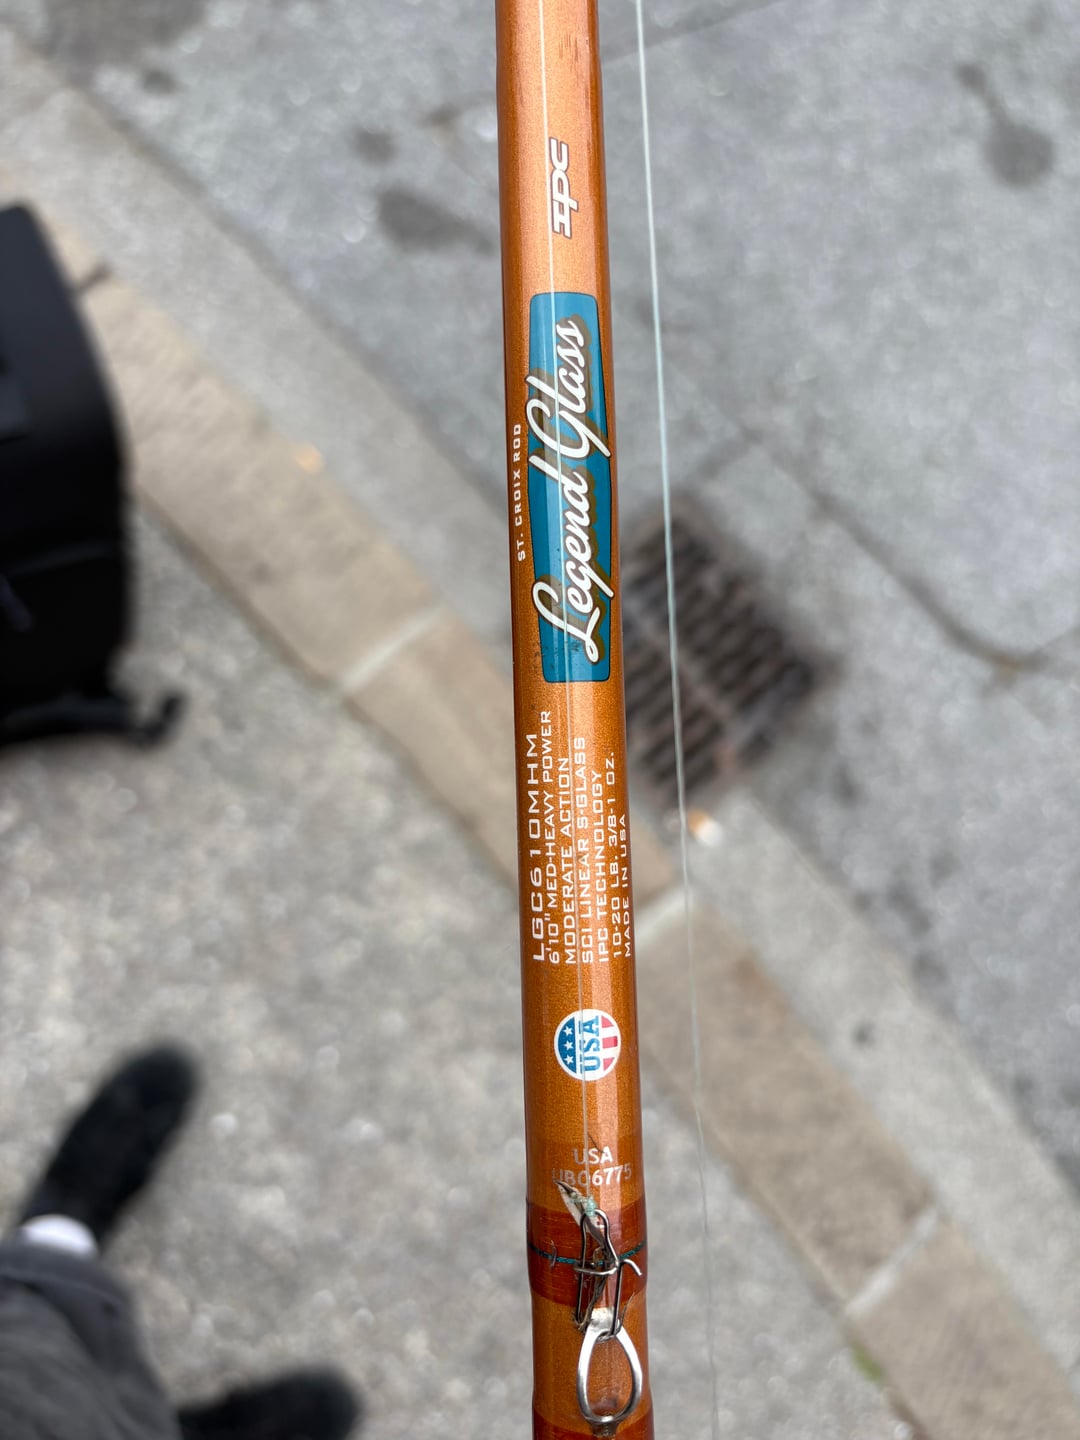 IPC
ST. CROIX ROD
Legend Glass
LGC610MHM
6'10" MED-HEAVY POWER
MODERATE ACTION
SCI LINEAR S-GLASS
IPC TECHNOLOGY
10-20 LB. 3/8-1 OZ.
MADE IN USA
USA
USA